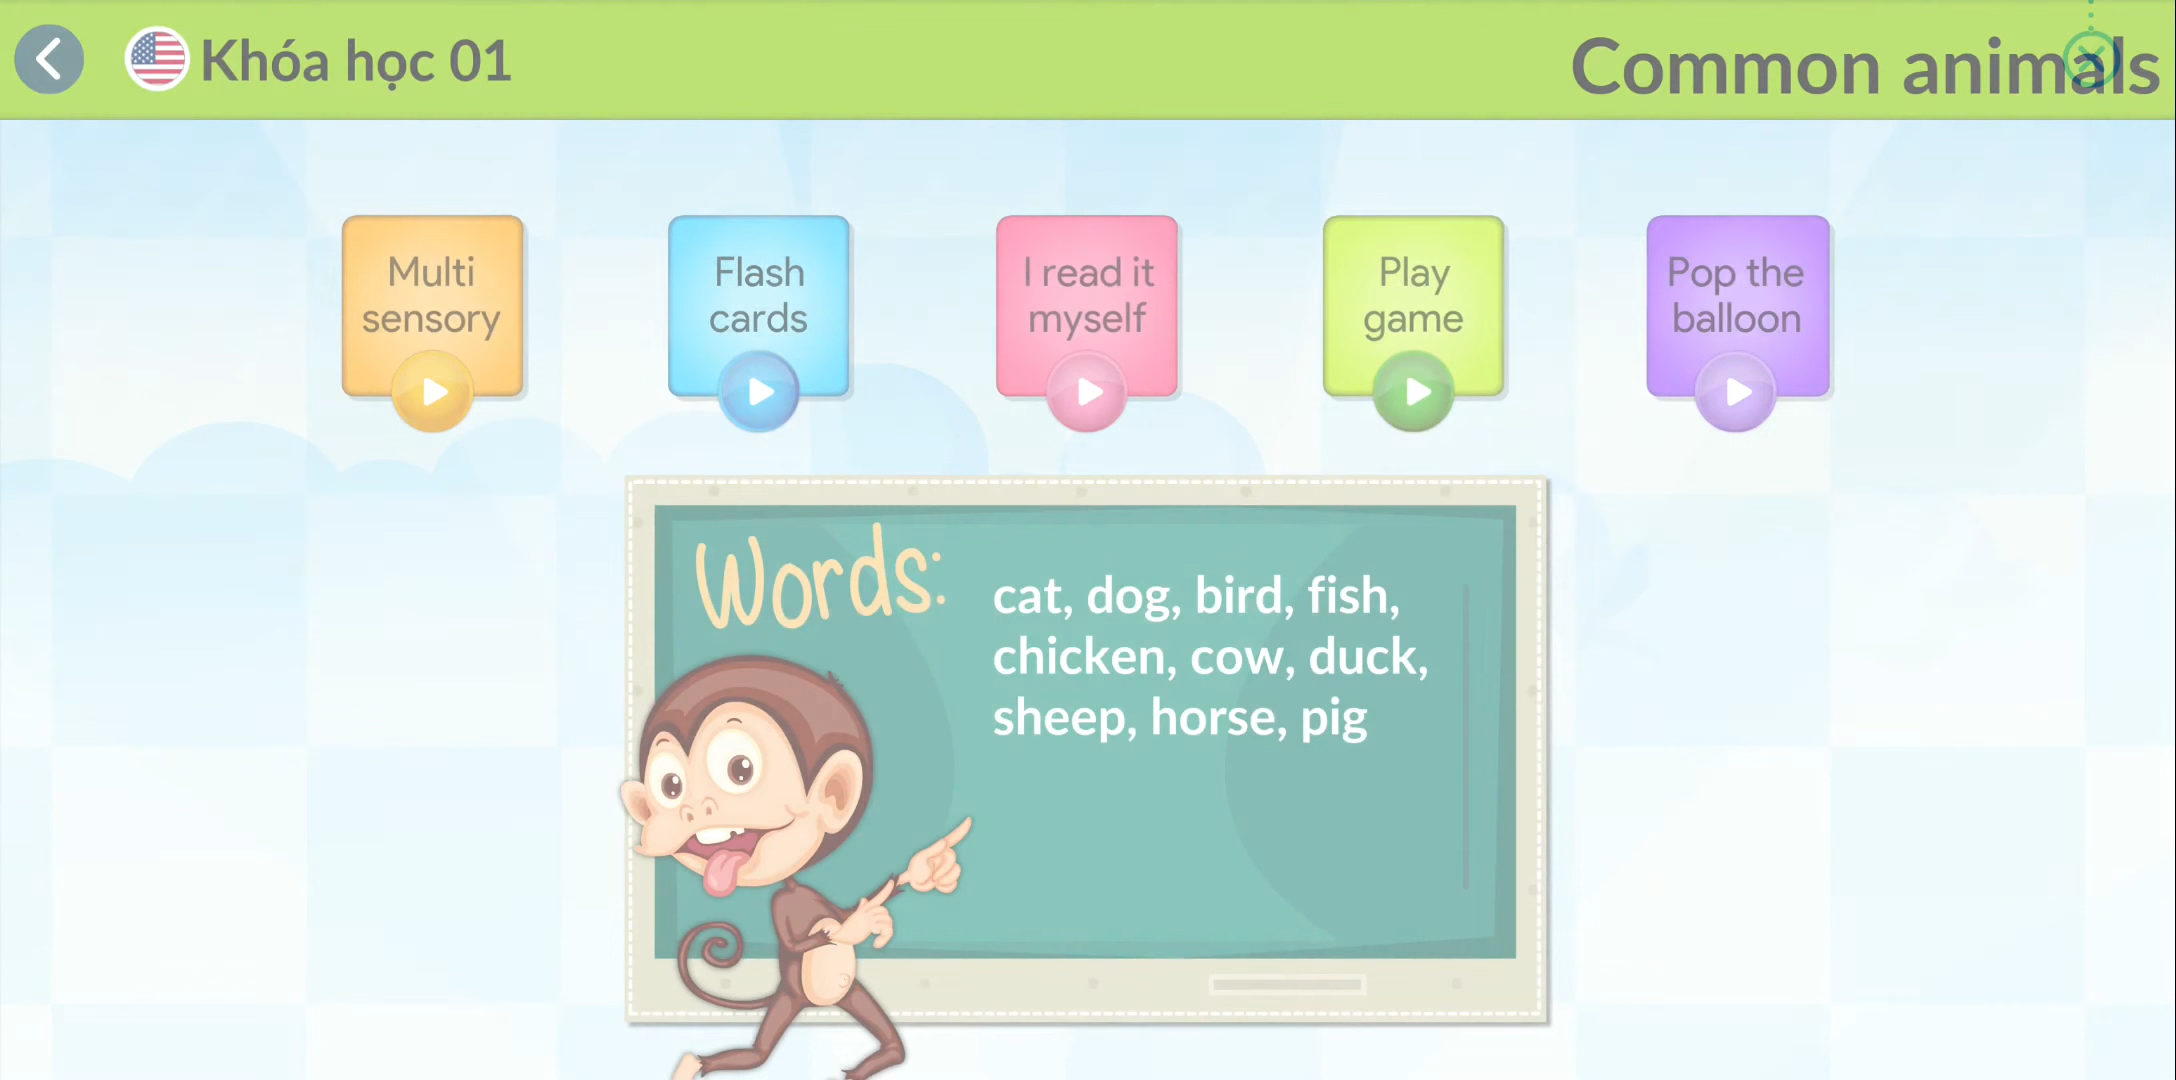 Khóa học 01
Common animals
Multi
sensory
Flash
cards
I read it
myself
Play
game
Pop the
balloon
Words:
cat, dog, bird, fish,
chicken, cow, duck,
sheep, horse, pig